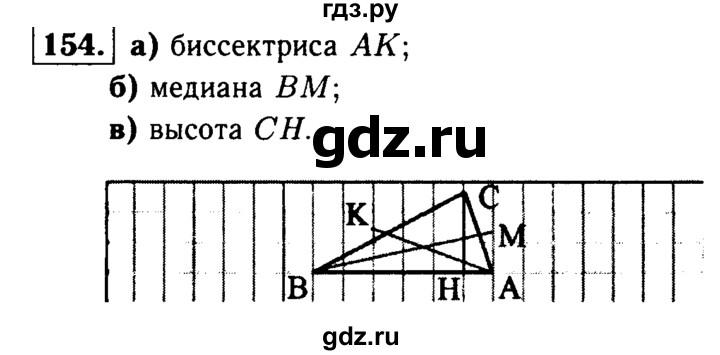 гдз.ру
154. а) биссектриса AK;
б) медиана BM;
в) высота CH.
gdz.ru
C
K
M
B
H
A
gdz.ru